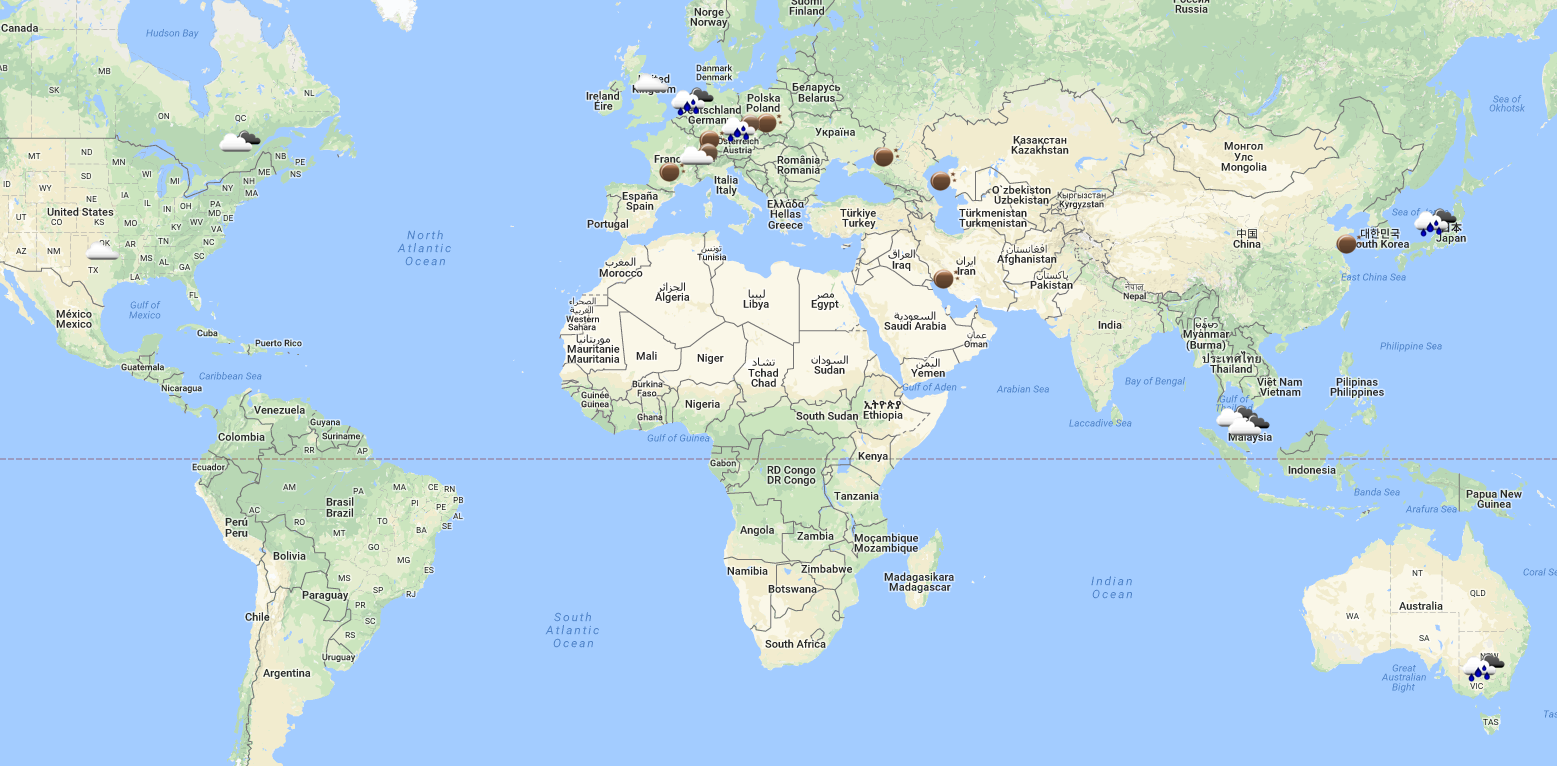 Canada
Hudson Bay
AB
MB
SK
ON
QC
NL
NB
PE
NS
ME
MT
ND
MN
ID
WY
SD
WI
MI
NY
NH
MA
NE
IA
IL
IN
OH
PA
MD
DE
United States
UT
CO
KS
KY
WV
VA
AZ
NM
OK
AR
TN
NC
SC
TX
MS
AL
GA
LA
FL
Gulf of
Mexico
México
Mexico
Cuba
Puerto Rico
Guatemala
Caribbean Sea
Nicaragua
Venezuela
Guyana
Suriname
Colombia
RR
AP
Ecuador
AM
PA
MA
CE
RN
PB
PI
PE
AL
SE
AC
RO
TO
BA
Brasil
Brazil
Perú
Peru
MT
GO
Bolivia
MG
ES
MS
SP
RJ
Paraguay
PR
SC
Chile
RS
Uruguay
Argentina
North
Atlantic
Ocean
South
Atlantic
Ocean
Norge
Norway
Suomi
Finland
Россия
Russia
Danmark
Denmark
United
Kingdom
Ireland
Éire
Беларусь
Belarus
Polska
Poland
Deutschland
Germany
Україна
Österreich
Austria
France
România
Romania
Italia
Italy
España
Spain
Portugal
Ελλάδα
Hellas
Greece
Türkiye
Turkey
Қазақстан
Kazakhstan
Монгол
Улс
Mongolia
O`zbekiston
Uzbekistan
Кыргызстан
Kyrgyzstan
Türkmenistan
Turkmenistan
中国
China
대한민국
South Korea
Japan
Sea of
Okhotsk
East China Sea
Philippine Sea
تونس
Tunisia
المغرب
Morocco
الجزائر
Algeria
ليبيا
Libya
مصر
Egypt
العراق
Iraq
ایران
Iran
افغانستان
Afghanistan
پاکستان
Pakistan
नेपाल
Nepal
India
السعودية
Saudi Arabia
عمان
Oman
اليمن
Yemen
Gulf of Aden
Arabian Sea
Laccadive Sea
Bay of Bengal
Myanmar
(Burma)
ประเทศไทย
Thailand
Việt Nam
Vietnam
Gulf of
Pilipinas
Philippines
Malaysia
Indonesia
Banda Sea
Arafura Sea
Papua New
Guinea
الصحراء
الغربية
Western
Sahara
موريتانيا
Mauritanie
Mauritania
Mali
Niger
تشاد
Tchad
Chad
السودان
Sudan
Burkina
Faso
Guinée
Guinea
Ghana
Nigeria
South Sudan
ኢትዮጵያ
Ethiopia
Gulf of Guinea
Gabon
RD Congo
DR Congo
Kenya
Tanzania
Angola
Zambia
Moçambique
Mozambique
Namibia
Zimbabwe
Botswana
Madagasikara
Madagascar
South Africa
Indian
Ocean
NT
QLD
WA
Australia
SA
NSW
VIC
TAS
Great
Australian
Bight